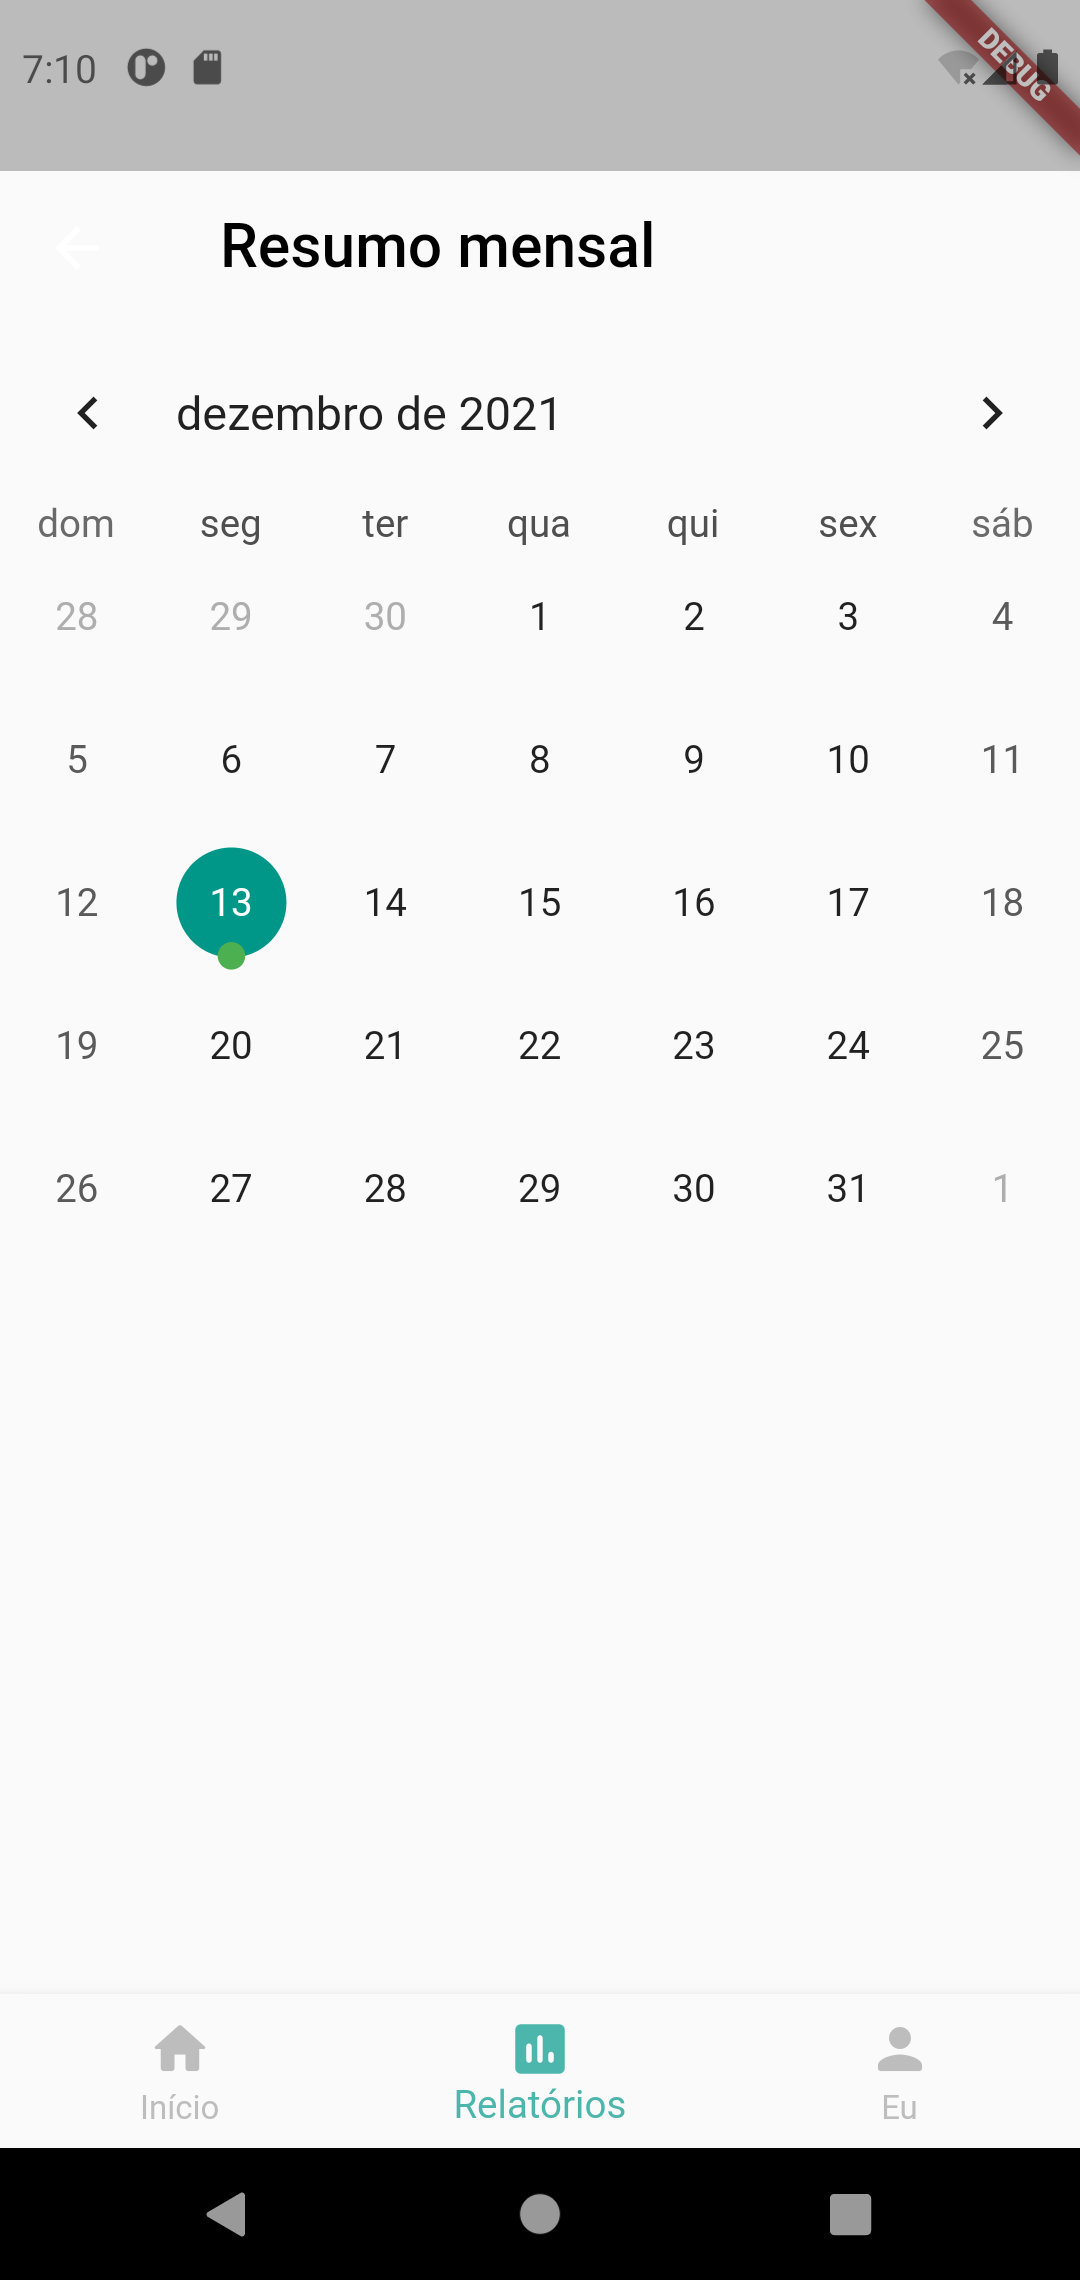 7:10
DEBUG
Resumo mensal
dezembro de 2021
dom seg ter qua qui sex sáb
28 29 30 1 2 3 4
5 6 7 8 9 10 11
12 13 14 15 16 17 18
19 20 21 22 23 24 25
26 27 28 29 30 31 1
Início Relatórios Eu